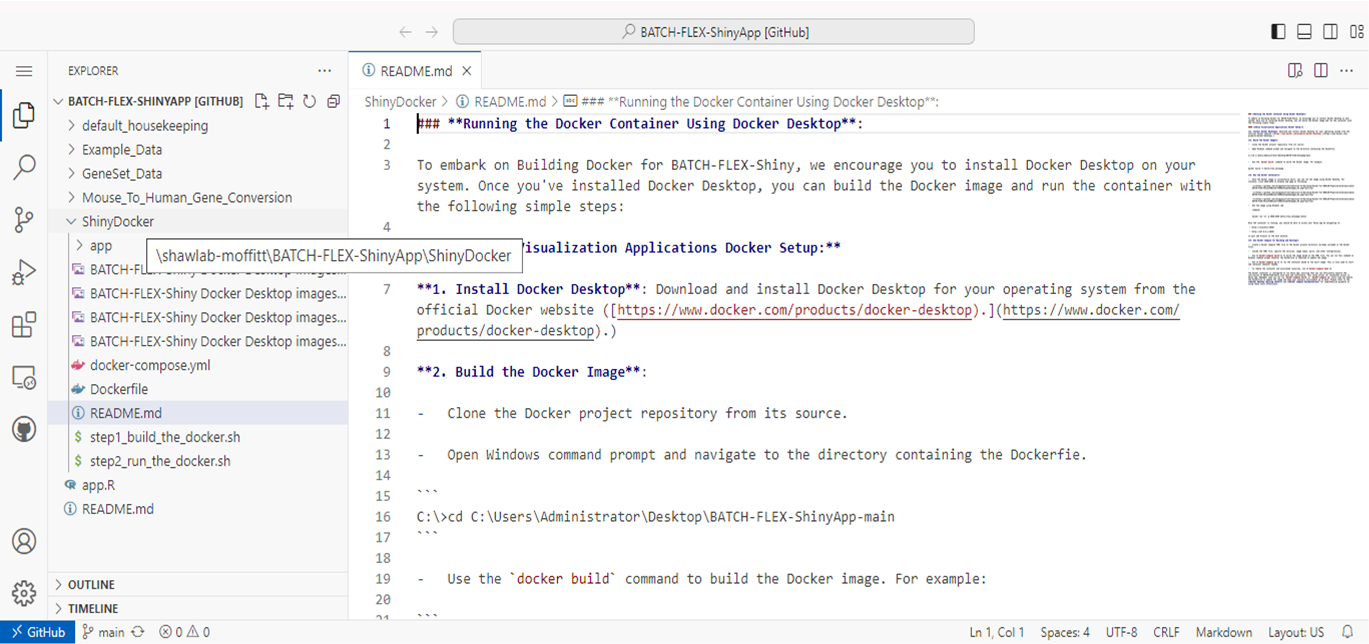 BATCH-FLEX-ShinyApp [GitHub]
EXPLORER
BATCH-FLEX-SHINYAPP [GITHUB]
default_housekeeping
Example_Data
GeneSet_Data
Mouse_To_Human_Gene_Conversion
ShinyDocker
app
\shawlab-moffitt\BATCH-FLEX-ShinyApp\ShinyDocker
BATCH-FLEX-Shiny Docker Desktop images...
BATCH-FLEX-Shiny Docker Desktop images...
BATCH-FLEX-Shiny Docker Desktop images...
docker-compose.yml
Dockerfile
README.md
step1_build_the_docker.sh
step2_run_the_docker.sh
app.R
README.md
OUTLINE
TIMELINE
README.md
ShinyDocker > README.md > ### **Running the Docker Container Using Docker Desktop**:
1 ### **Running the Docker Container Using Docker Desktop**:
2
3 To embark on Building Docker for BATCH-FLEX-Shiny, we encourage you to install Docker Desktop on your
system. Once you've installed Docker Desktop, you can build the Docker image and run the container with
the following simple steps:
4
Visualization Applications Docker Setup:**
7 **1. Install Docker Desktop**: Download and install Docker Desktop for your operating system from the
official Docker website ([https://www.docker.com/products/docker-desktop).](https://www.docker.com/
products/docker-desktop).)
8
9 **2. Build the Docker Image**:
10
11 - Clone the Docker project repository from its source.
12
13 - Open Windows command prompt and navigate to the directory containing the Dockerfie.
14
15 ```
16 C:\>cd C:\Users\Administrator\Desktop\BATCH-FLEX-ShinyApp-main
17 ```
18
19 - Use the `docker build` command to build the Docker image. For example:
20
21 ```
GitHub main 0 0
Ln 1, Col 1 Spaces: 4 UTF-8 CRLF Markdown Layout: US